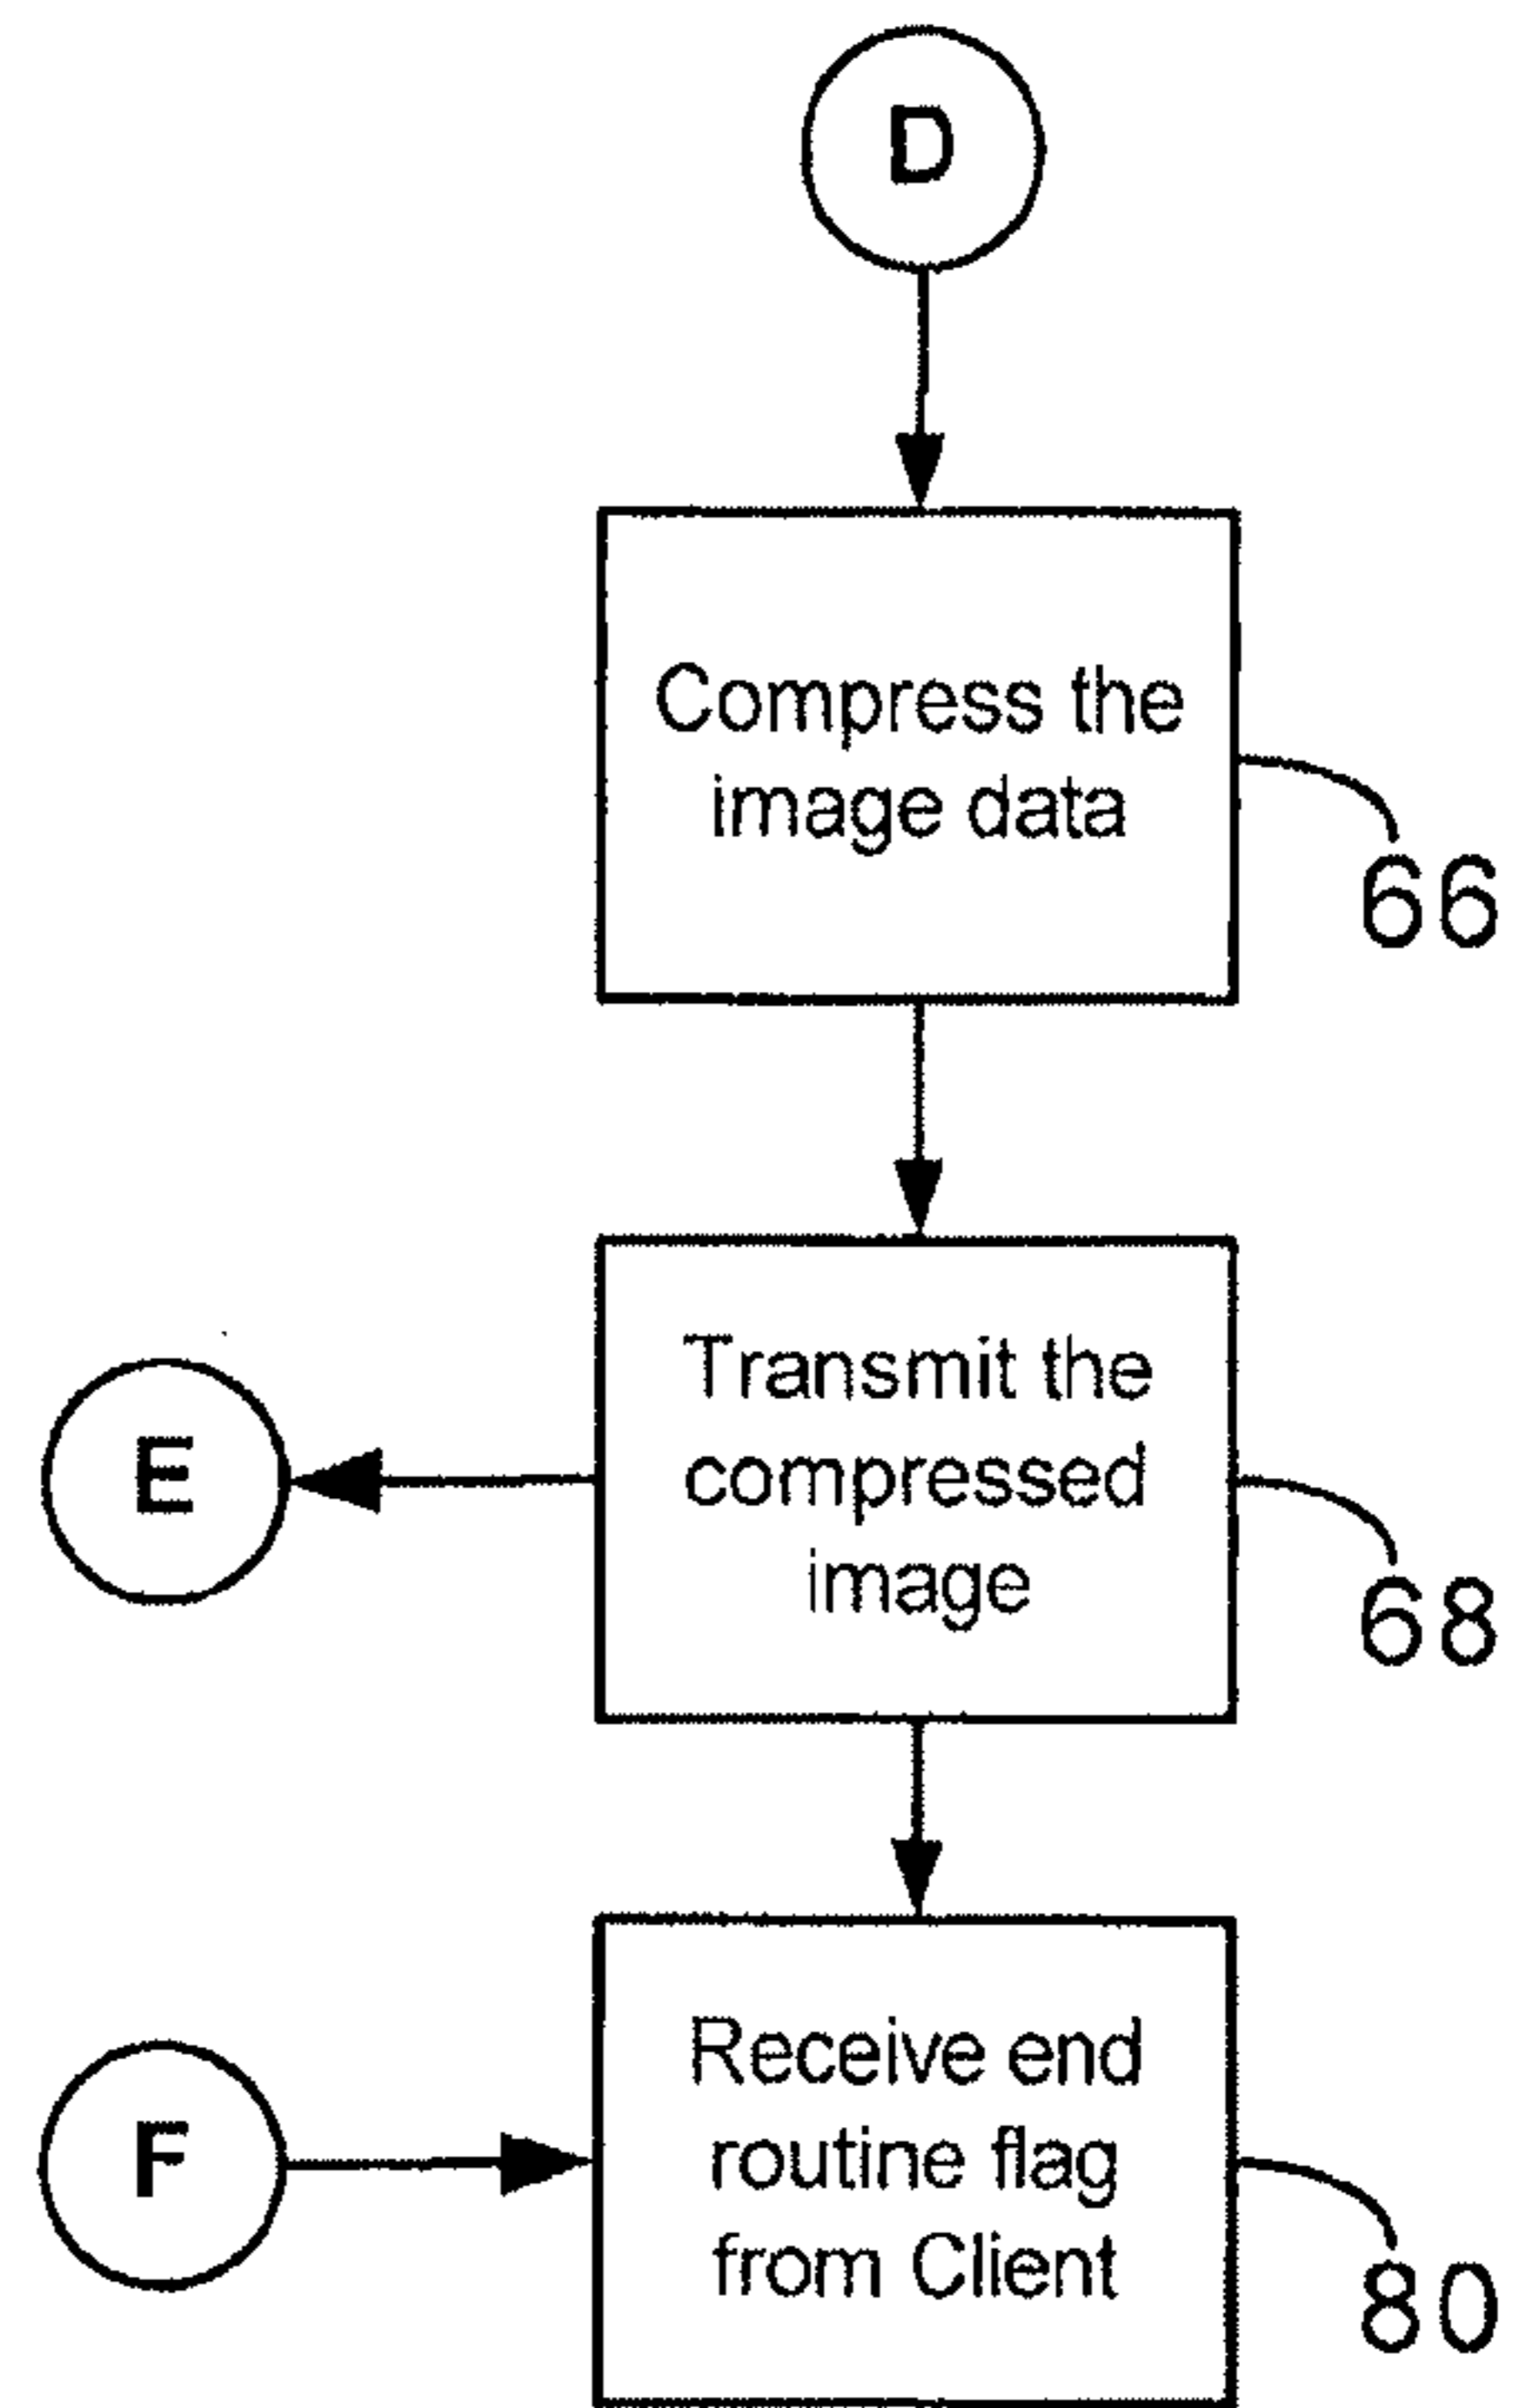 D
Compress the
image data
66
Transmit the
compressed
image
E
68
Receive end
routine flag
from Client
F
80